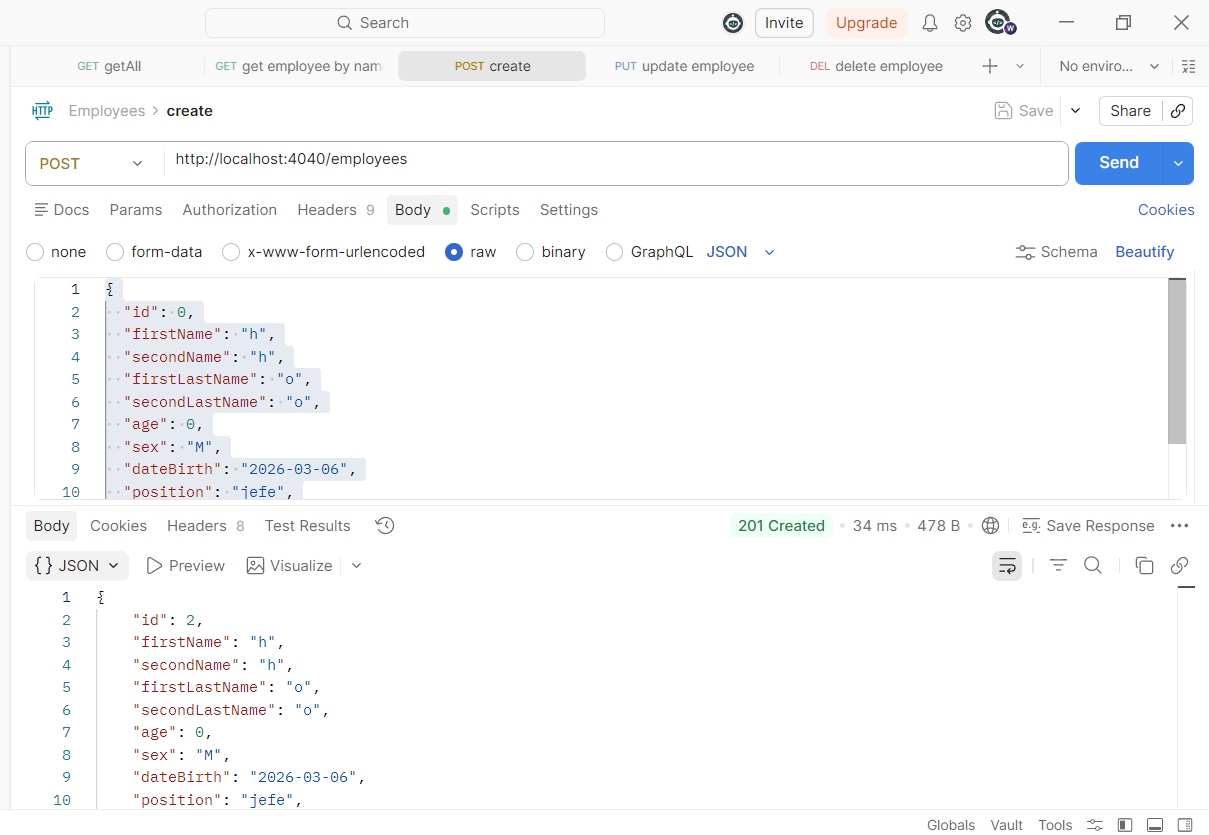 Search
Invite
Upgrade
W
GET getAll
GET get employee by nam
POST create
PUT update employee
DEL delete employee
No enviro...
HTTP
Employees > create
Save
Share
POST
http://localhost:4040/employees
Send
Docs
Params
Authorization
Headers 9
Body
Scripts
Settings
Cookies
none
form-data
x-www-form-urlencoded
raw
binary
GraphQL
JSON
Schema
Beautify
1 {
2 "id": 0,
3 "firstName": "h",
4 "secondName": "h",
5 "firstLastName": "o",
6 "secondLastName": "o",
7 "age": 0,
8 "sex": "M",
9 "dateBirth": "2026-03-06",
10 "position": "jefe",
Body
Cookies
Headers 8
Test Results
201 Created
34 ms
478 B
e.g. Save Response
{} JSON
Preview
Visualize
1 {
2 "id": 2,
3 "firstName": "h",
4 "secondName": "h",
5 "firstLastName": "o",
6 "secondLastName": "o",
7 "age": 0,
8 "sex": "M",
9 "dateBirth": "2026-03-06",
10 "position": "jefe",
Globals
Vault
Tools